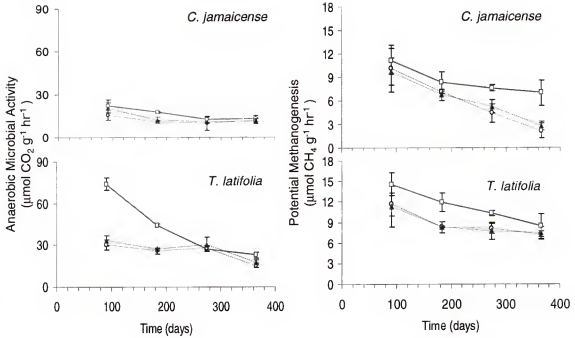 C. jamaicense
90
60
30
0
Anaerobic Microbial Activity
(μmol CO2 g-1 hr-1)
T. latifolia
90
60
30
0
0 100 200 300 400
Time (days)
C. jamaicense
15
12
9
6
3
0
Potential Methanogenesis
(μmol CH4 g-1 hr-1)
T. latifolia
18
15
12
9
6
3
0
0 100 200 300 400
Time (days)